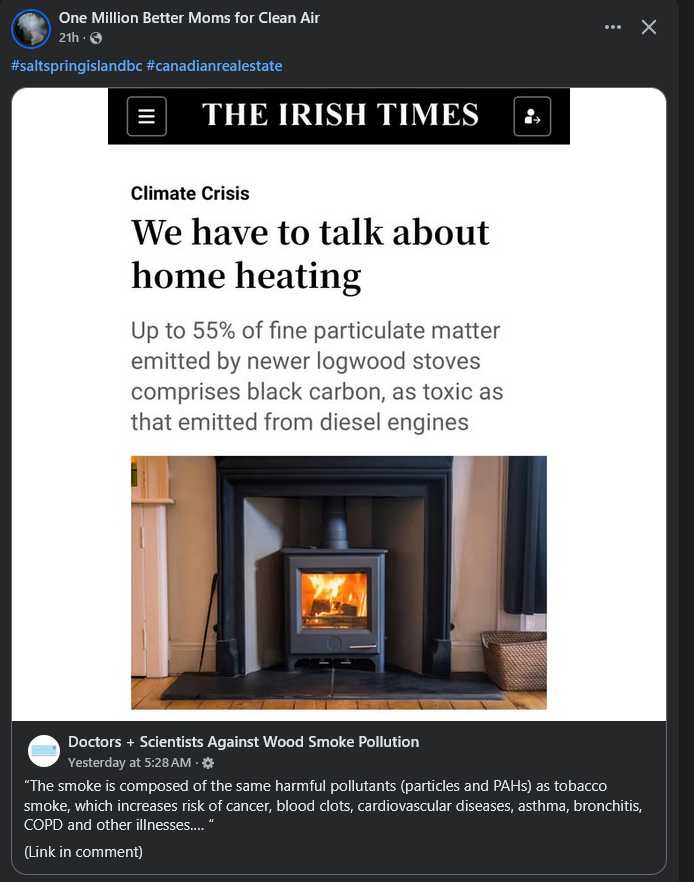 One Million Better Moms for Clean Air
21h ·
#saltspringislandbc #canadianrealestate
THE IRISH TIMES
Climate Crisis
We have to talk about
home heating
Up to 55% of fine particulate matter
emitted by newer logwood stoves
comprises black carbon, as toxic as
that emitted from diesel engines
Doctors + Scientists Against Wood Smoke Pollution
Yesterday at 5:28 AM ·
“The smoke is composed of the same harmful pollutants (particles and PAHs) as tobacco
smoke, which increases risk of cancer, blood clots, cardiovascular diseases, asthma, bronchitis,
COPD and other illnesses.... “
(Link in comment)